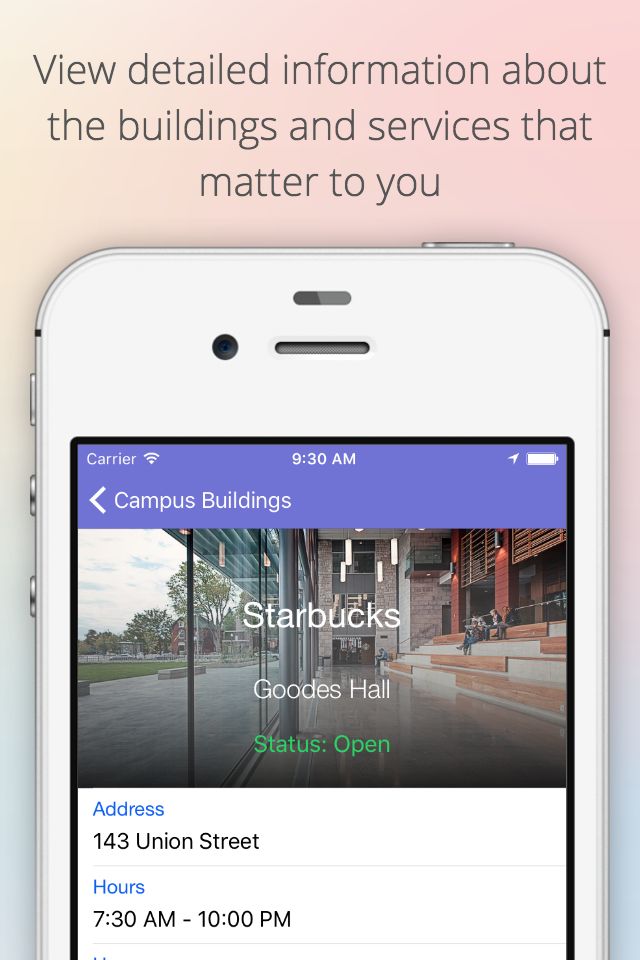 View detailed information about
the buildings and services that
matter to you
Carrier 9:30 AM
Campus Buildings
Starbucks
Goodes Hall
Status: Open
Address
143 Union Street
Hours
7:30 AM - 10:00 PM